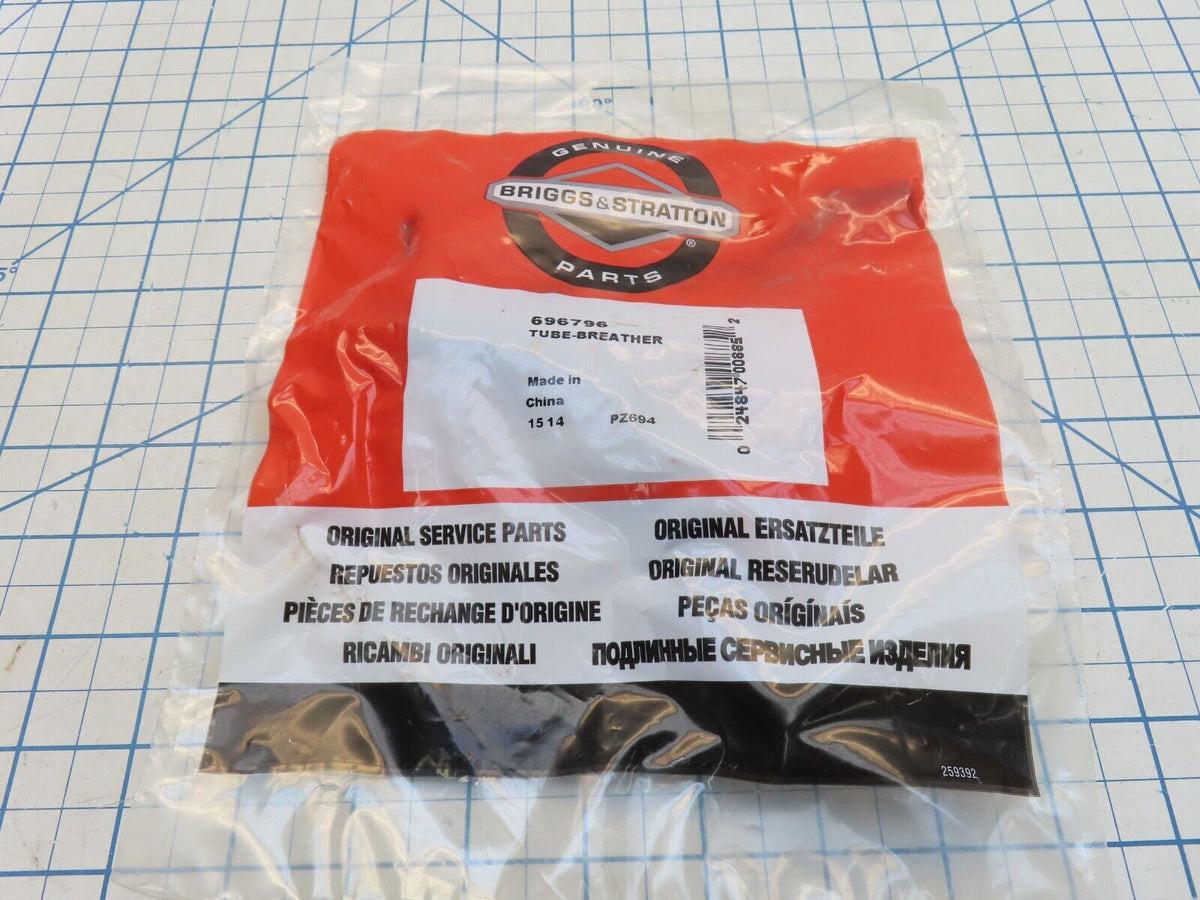 GENUINE
BRIGGS & STRATTON
®
PARTS
696796
TUBE-BREATHER
Made in
China
1514 PZ694
0 24847 00885 2
ORIGINAL SERVICE PARTS
REPUESTOS ORIGINALES
PIÈCES DE RECHANGE D'ORIGINE
RICAMBI ORIGINALI
ORIGINAL ERSATZTEILE
ORIGINAL RESERUDELAR
PEÇAS ORÍGÍNAÍS
ПОДЛИННЫЕ СЕРВИСНЫЕ ИЗДЕЛИЯ
259392